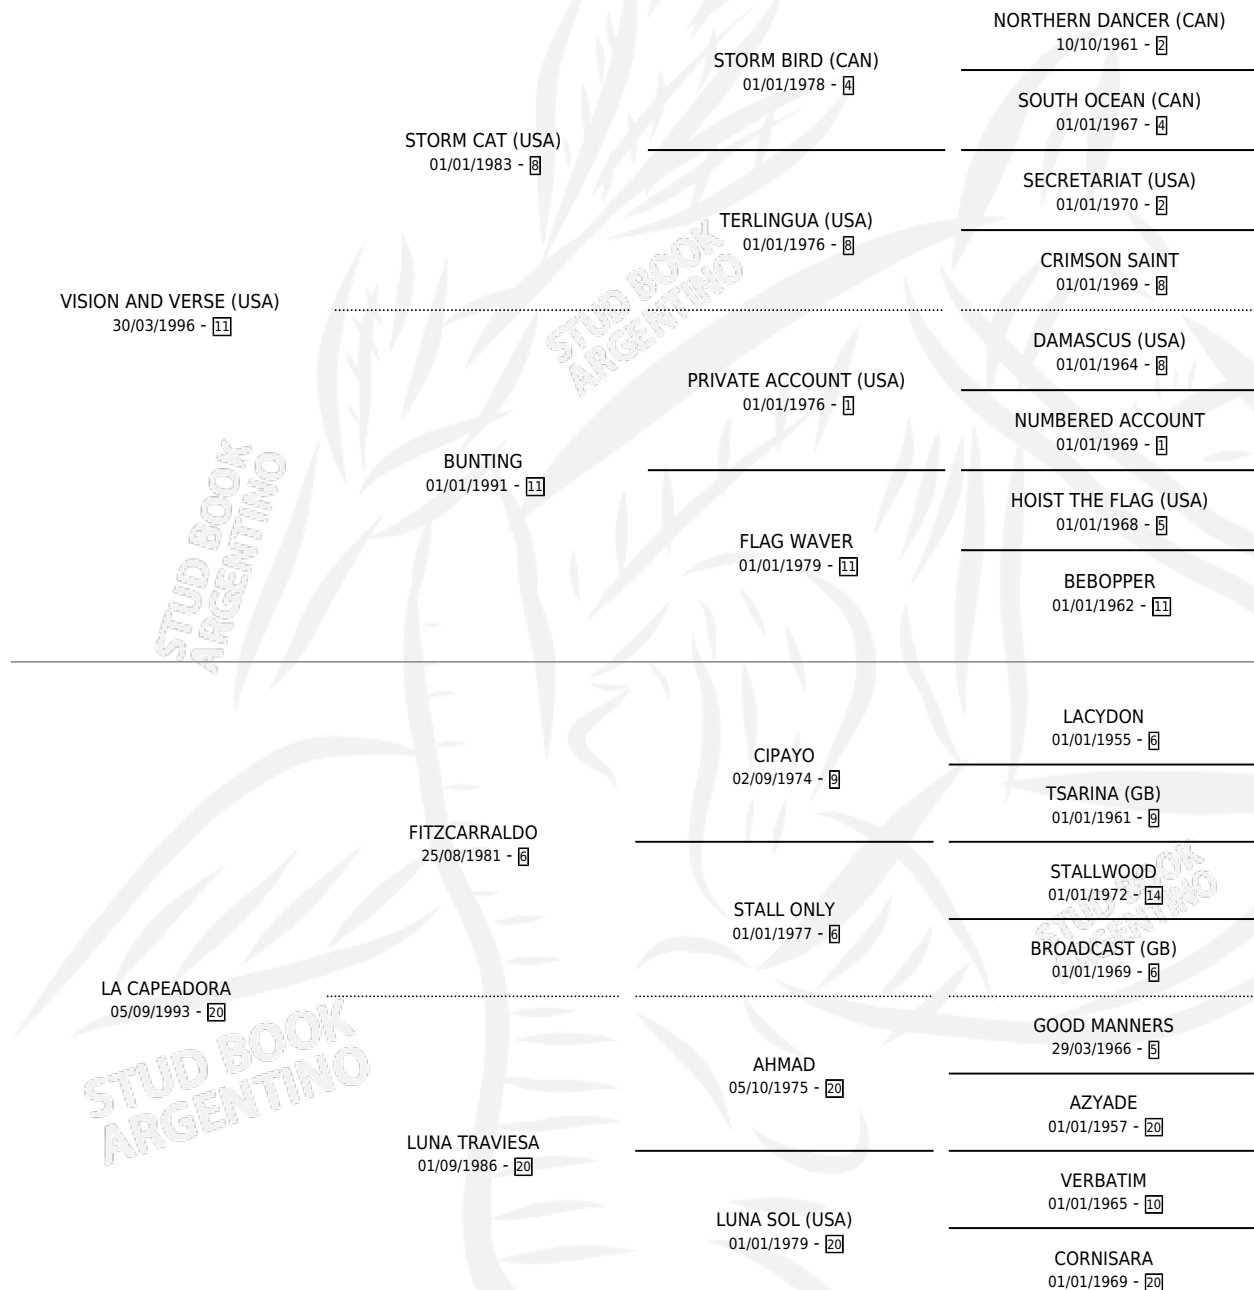 NORTHERN DANCER (CAN)
10/10/1961 - 2
STORM BIRD (CAN)
01/01/1978 - 4
SOUTH OCEAN (CAN)
01/01/1967 - 4
STORM CAT (USA)
01/01/1983 - 8
SECRETARIAT (USA)
01/01/1970 - 2
TERLINGUA (USA)
01/01/1976 - 8
CRIMSON SAINT
01/01/1969 - 8
VISION AND VERSE (USA)
30/03/1996 - 11
DAMASCUS (USA)
01/01/1964 - 8
PRIVATE ACCOUNT (USA)
01/01/1976 - 1
NUMBERED ACCOUNT
01/01/1969 - 1
BUNTING
01/01/1991 - 11
HOIST THE FLAG (USA)
01/01/1968 - 5
FLAG WAVER
01/01/1979 - 11
BEBOPPER
01/01/1962 - 11
LACYDON
01/01/1955 - 6
CIPAYO
02/09/1974 - 9
TSARINA (GB)
01/01/1961 - 9
FITZCARRALDO
25/08/1981 - 6
STALLWOOD
01/01/1972 - 14
STALL ONLY
01/01/1977 - 6
BROADCAST (GB)
01/01/1969 - 6
LA CAPEADORA
05/09/1993 - 20
GOOD MANNERS
29/03/1966 - 5
AHMAD
05/10/1975 - 20
AZYADE
01/01/1957 - 20
LUNA TRAVIESA
01/09/1986 - 20
VERBATIM
01/01/1965 - 10
LUNA SOL (USA)
01/01/1979 - 20
CORNISARA
01/01/1969 - 20
STUD BOOK
ARGENTINO
STUD BOOK
ARGENTINO
STUD BOOK
ARGENTINO
STUD BOOK
ARGENTINO